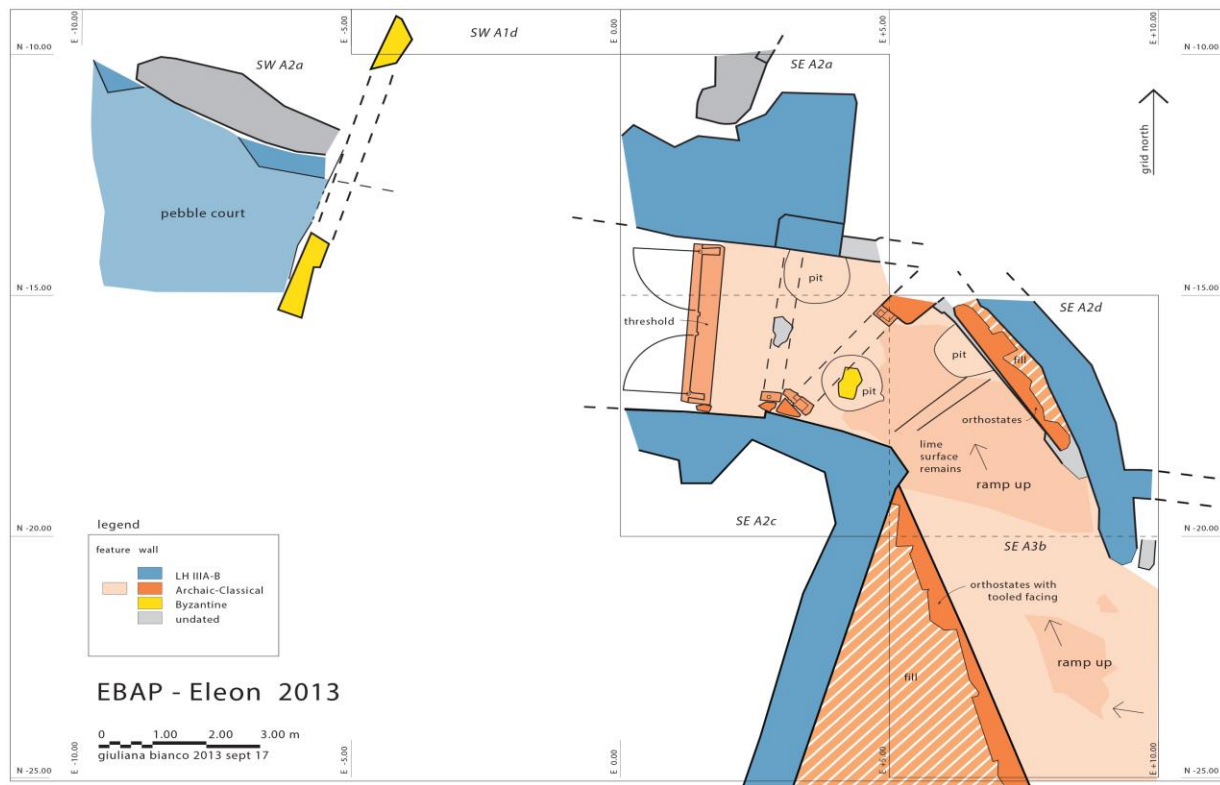 E -10.00
E -5.00
E 0.00
E +5.00
E +10.00
SW A1d
N -10.00
N -10.00
SW A2a
SE A2a
grid north
pebble court
pit
N -15.00
N -15.00
SE A2d
threshold
pit
fill
pit
orthostates
lime
surface
remains
ramp up
N -20.00
SE A2c
N -20.00
SE A3b
legend
feature wall
LH IIIA-B
Archaic-Classical
Byzantine
undated
orthostates with
tooled facing
ramp up
fill
EBAP - Eleon 2013
0 1.00 2.00 3.00 m
giuliana bianco 2013 sept 17
N -25.00
N -25.00
E -10.00
E -5.00
E 0.00
E +5.00
E +10.00